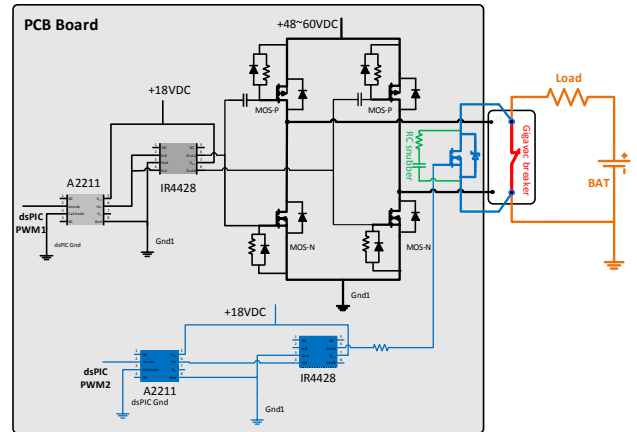 PCB Board
+48~60VDC
MOS-P
MOS-P
+18VDC
IR4428
A2211
dsPIC
PWM1
dsPIC Gnd
Gnd1
MOS-N
MOS-N
RC snubber
Gigavac breaker
Load
BAT
Gnd1
+18VDC
dsPIC
PWM2
A2211
dsPIC Gnd
IR4428
Gnd1